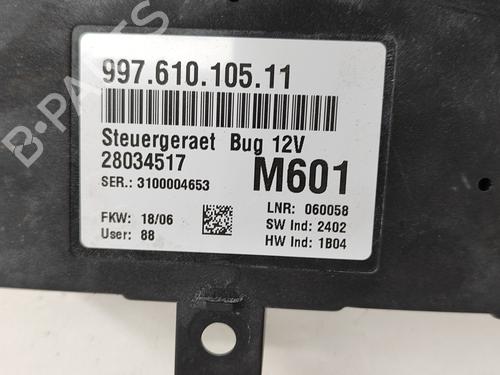 B-PARTS
997.610.105.11
Steuergeraet Bug 12V
28034517
M601
SER.: 3100004653
LNR: 060058
FKW: 18/06
SW Ind: 2402
User: 88
HW Ind: 1B04